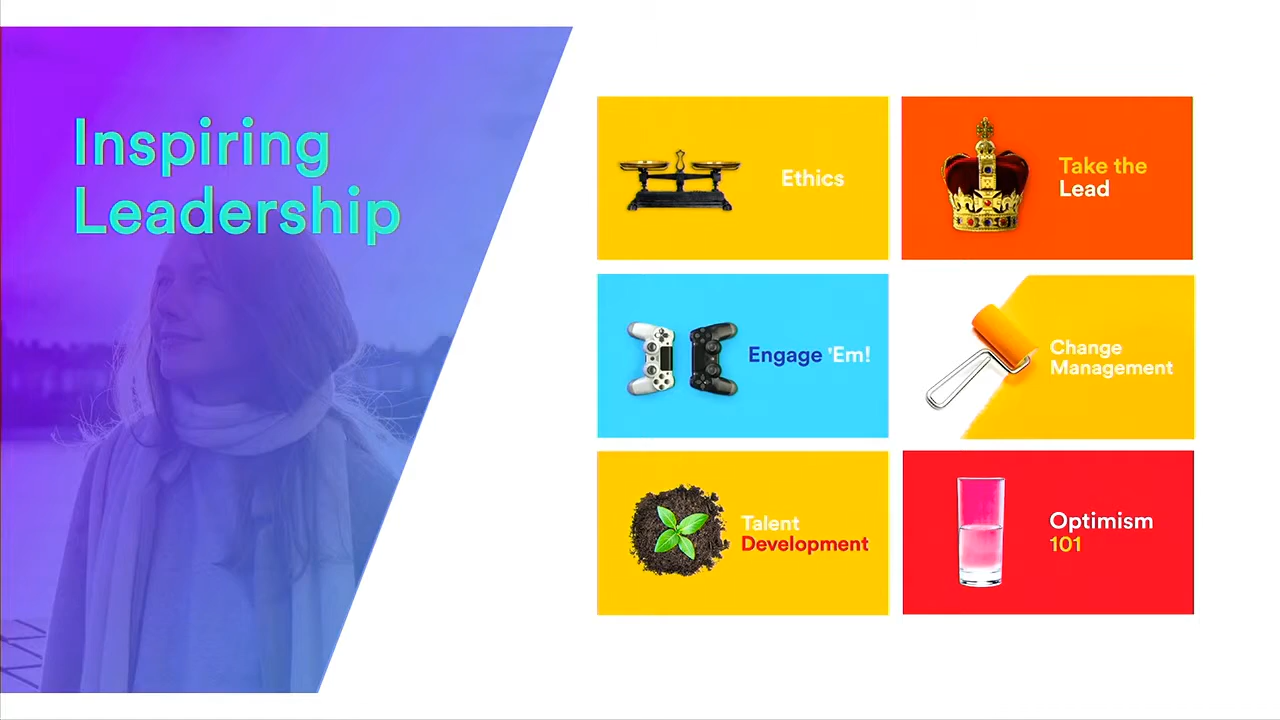 Inspiring
Leadership
Ethics
Take the
Lead
Engage 'Em!
Change
Management
Talent
Development
Optimism
101